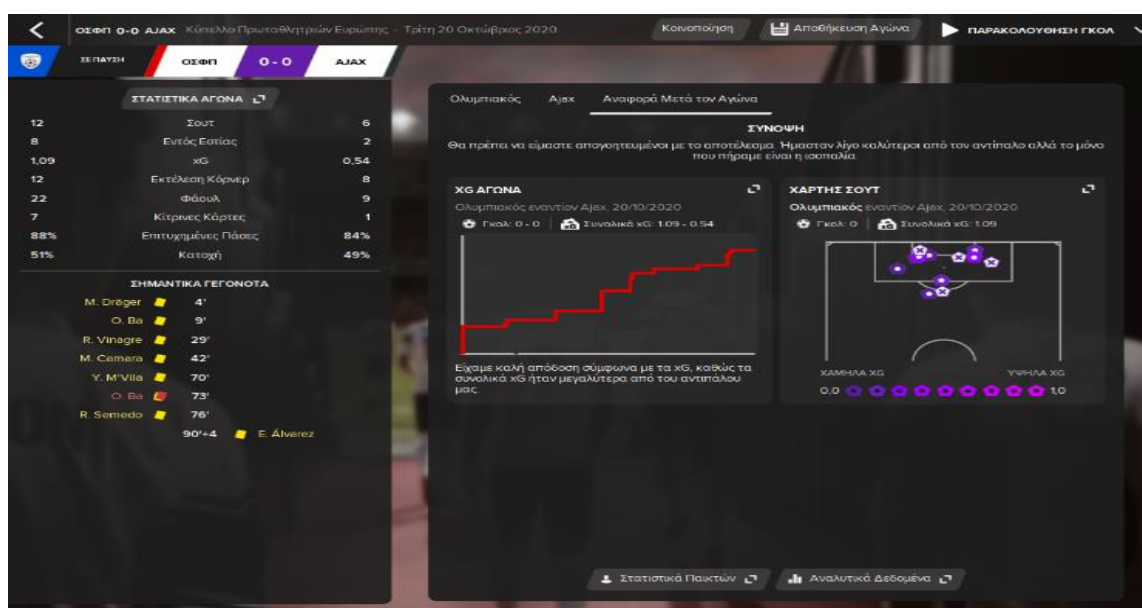 ΟΣΦΠ 0-0 AJAX Κύπελλο Πρωταθλητριών Ευρώπης - Τρίτη 20 Οκτώβριος 2020
Κοινοποίηση
Αποθήκευση Αγώνα
ΠΑΡΑΚΟΛΟΥΘΗΣΗ ΓΚΟΛ
ΣΕ ΠΑΥΣΗ
ΟΣΦΠ 0 - 0 AJAX
ΣΤΑΤΙΣΤΙΚΑ ΑΓΩΝΑ
12 Σουτ 6
8 Εντός Εστίας 2
1,09 xG 0,54
12 Εκτέλεση Κόρνερ 8
22 Φάουλ 9
7 Κίτρινες Κάρτες 1
88% Επιτυχημένες Πάσες 84%
51% Κατοχή 49%
ΣΗΜΑΝΤΙΚΑ ΓΕΓΟΝΟΤΑ
M. Dräger 4'
O. Ba 9'
R. Vinagre 29'
M. Camara 42'
Y. M'Vila 70'
O. Ba 73'
R. Semedo 76'
90'+4 E. Álvarez
Ολυμπιακός Ajax Αναφορά Μετά τον Αγώνα
ΣΥΝΟΨΗ
Θα πρέπει να είμαστε απογοητευμένοι με το αποτέλεσμα. Ήμασταν λίγο καλύτεροι από τον αντίπαλο αλλά το μόνο
που πήραμε είναι η ισοπαλία.
XG ΑΓΩΝΑ
Ολυμπιακός εναντίον Ajax, 20/10/2020
Γκολ: 0 - 0 Συνολικά xG: 1.09 - 0.54
Είχαμε καλή απόδοση σύμφωνα με τα xG, καθώς τα
συνολικά xG ήταν μεγαλύτερα από του αντιπάλου
μας.
ΧΑΡΤΗΣ ΣΟΥΤ
Ολυμπιακός εναντίον Ajax, 20/10/2020
Γκολ: 0 Συνολικά xG: 1.09
ΧΑΜΗΛΑ XG ΥΨΗΛΑ XG
0,0 1,0
Στατιστικά Παικτών
Αναλυτικά Δεδομένα